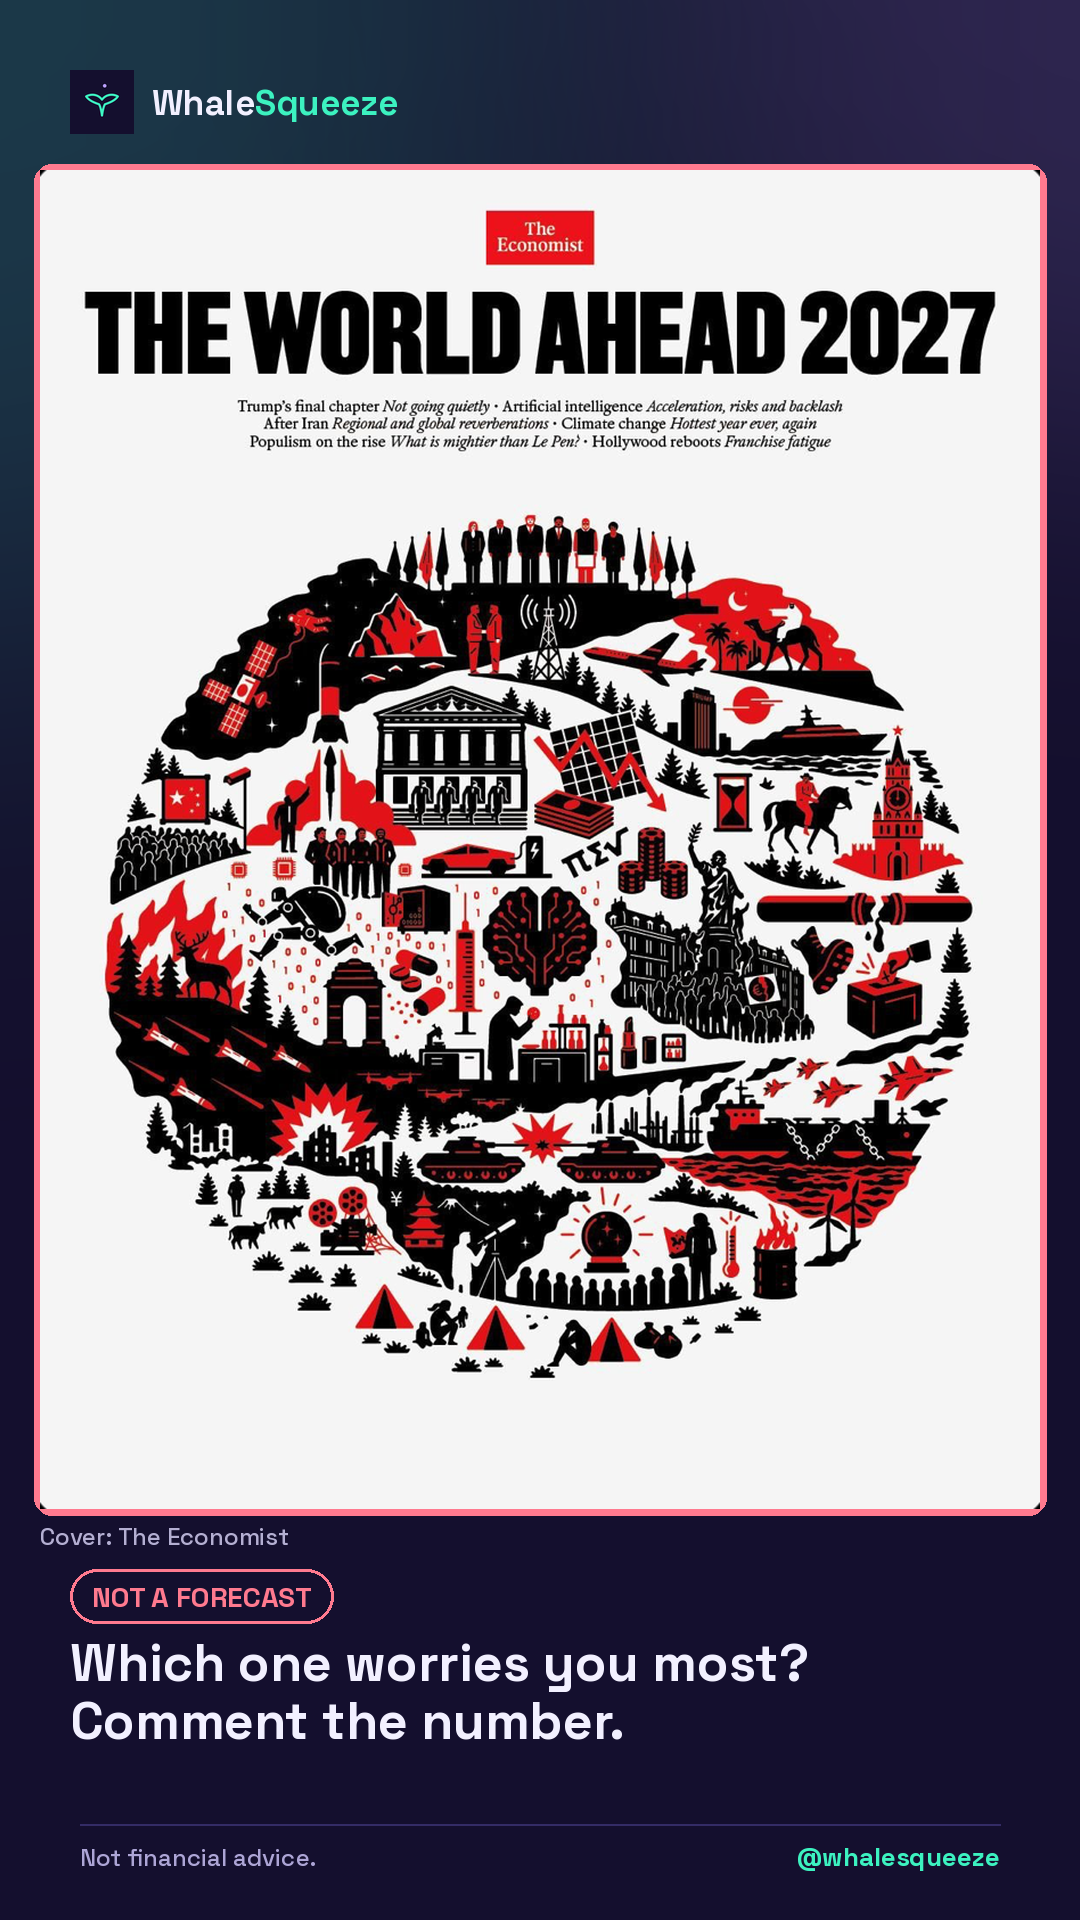 WhaleSqueeze
The
Economist
THE WORLD AHEAD 2027
Trump's final chapter Not going quietly • Artificial intelligence Acceleration, risks and backlash
After Iran Regional and global reverberations • Climate change Hottest year ever, again
Populism on the rise What is mightier than Le Pen? • Hollywood reboots Franchise fatigue
TRUMP
πΣ√
¥
Cover: The Economist
NOT A FORECAST
Which one worries you most?
Comment the number.
Not financial advice.
@whalesqueeze